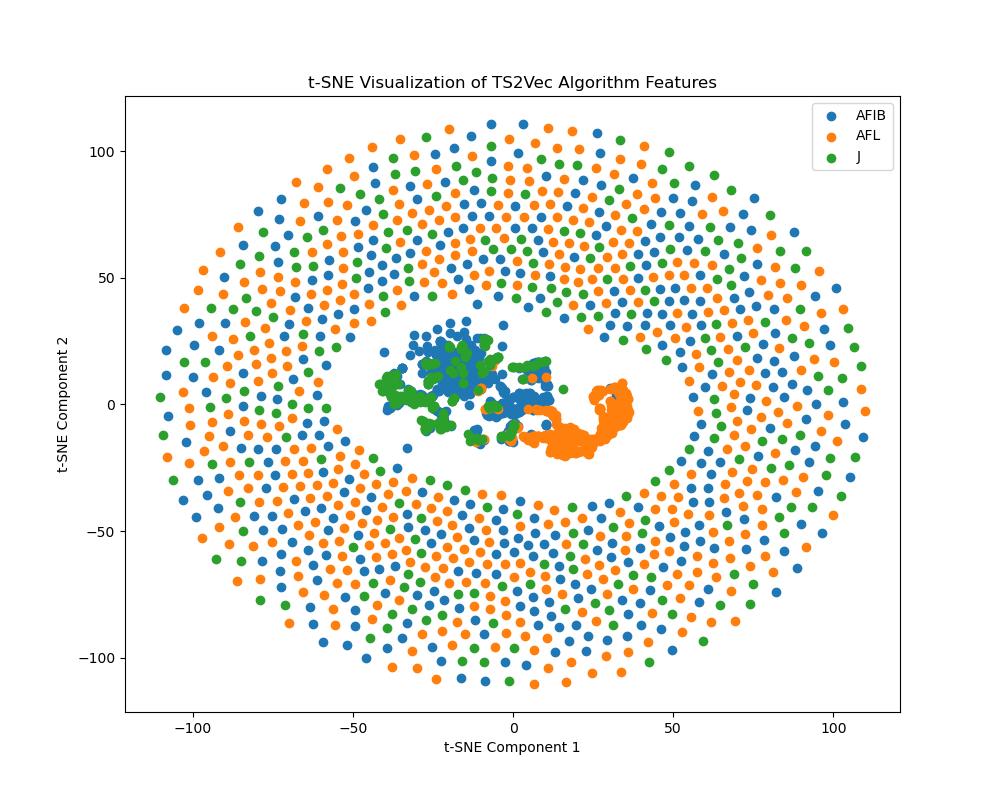 t-SNE Visualization of TS2Vec Algorithm Features
AFIB
AFL
J
100
50
0
−50
−100
t-SNE Component 2
−100
−50
0
50
100
t-SNE Component 1